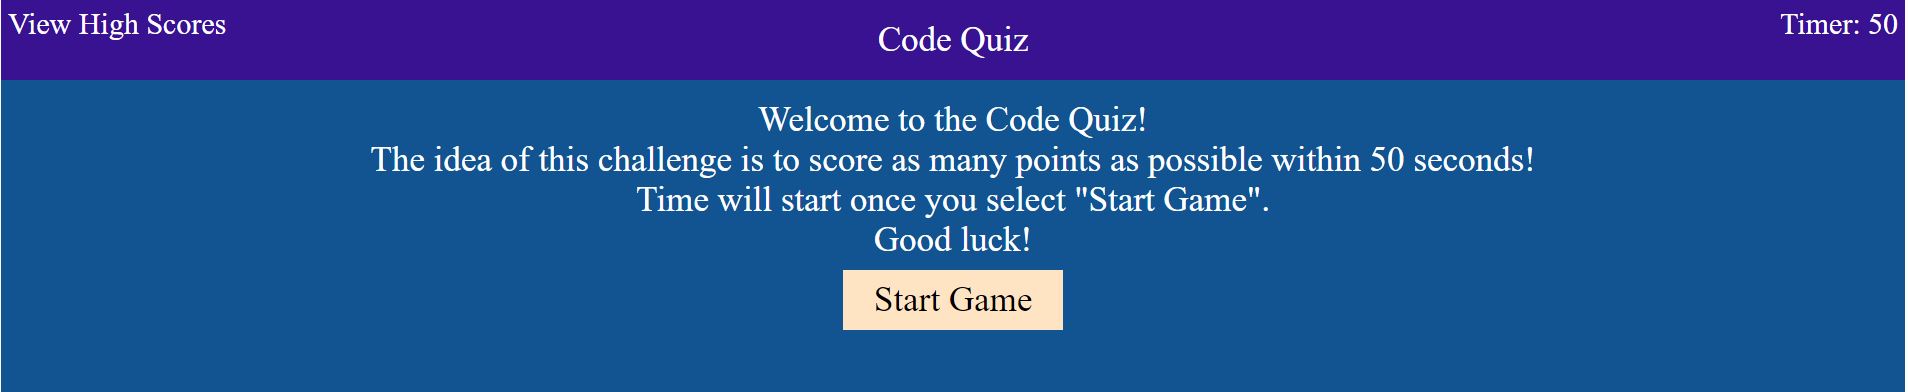 View High Scores
Code Quiz
Timer: 50
Welcome to the Code Quiz!
The idea of this challenge is to score as many points as possible within 50 seconds!
Time will start once you select "Start Game".
Good luck!
Start Game